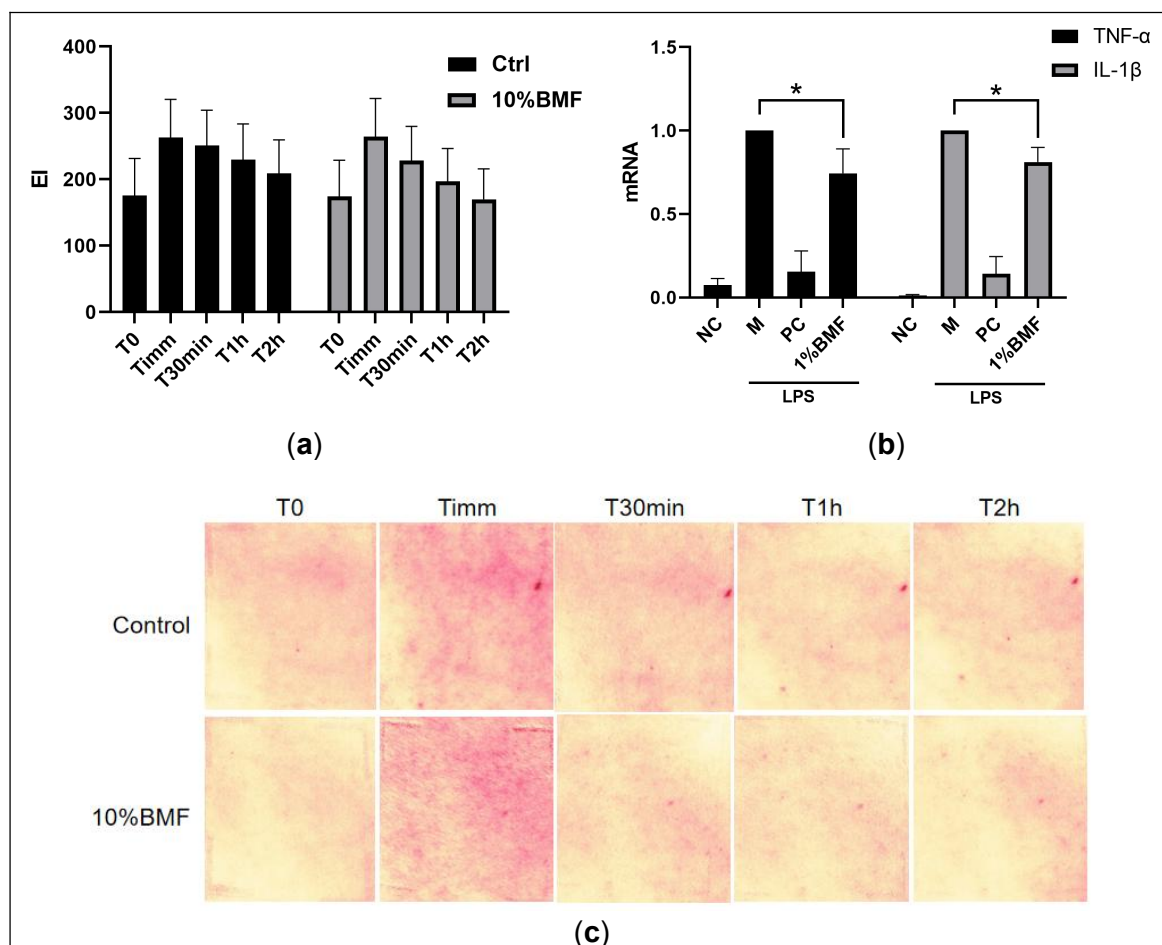 400
300
200
100
0
EI
Ctrl
10%BMF
T0
Timm
T30min
T1h
T2h
T0
Timm
T30min
T1h
T2h
(a)
1.5
1.0
0.5
0.0
mRNA
TNF-α
IL-1β
*
*
NC
M
PC
1%BMF
NC
M
PC
1%BMF
LPS
LPS
(b)
T0 Timm T30min T1h T2h
Control
10%BMF
(c)